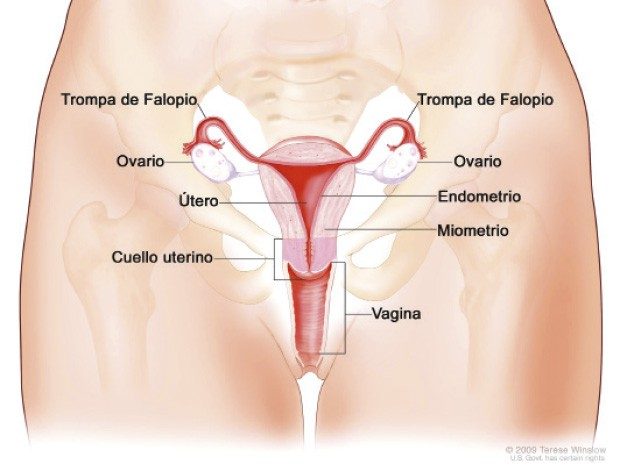 Trompa de Falopio
Trompa de Falopio
Ovario
Ovario
Útero
Endometrio
Miometrio
Cuello uterino
Vagina
© 2009 Terese Winslow
U.S. Govt. has certain rights